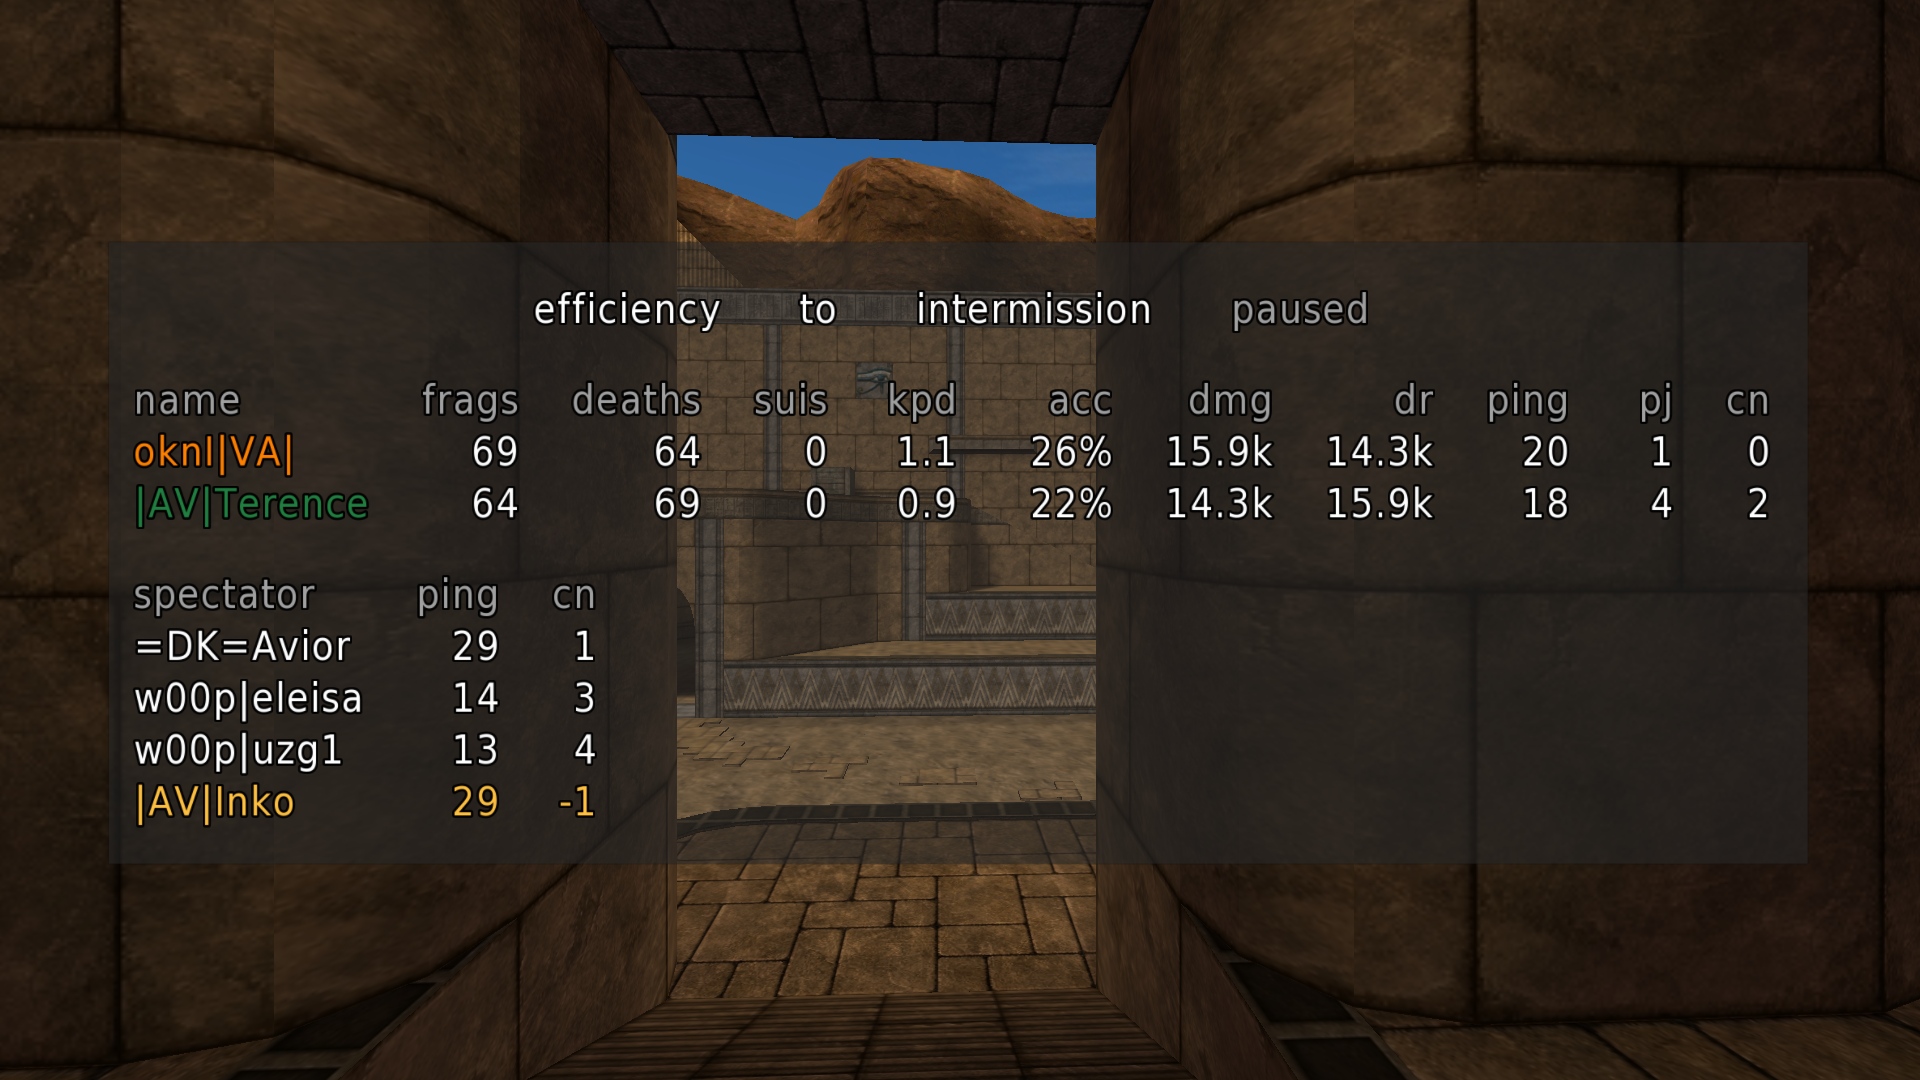 efficiency to intermission paused
name frags deaths suis kpd acc dmg dr ping pj cn
oknI|VA| 69 64 0 1.1 26% 15.9k 14.3k 20 1 0
|AV|Terence 64 69 0 0.9 22% 14.3k 15.9k 18 4 2
spectator ping cn
=DK=Avior 29 1
w00p|eleisa 14 3
w00p|uzg1 13 4
|AV|Inko 29 -1